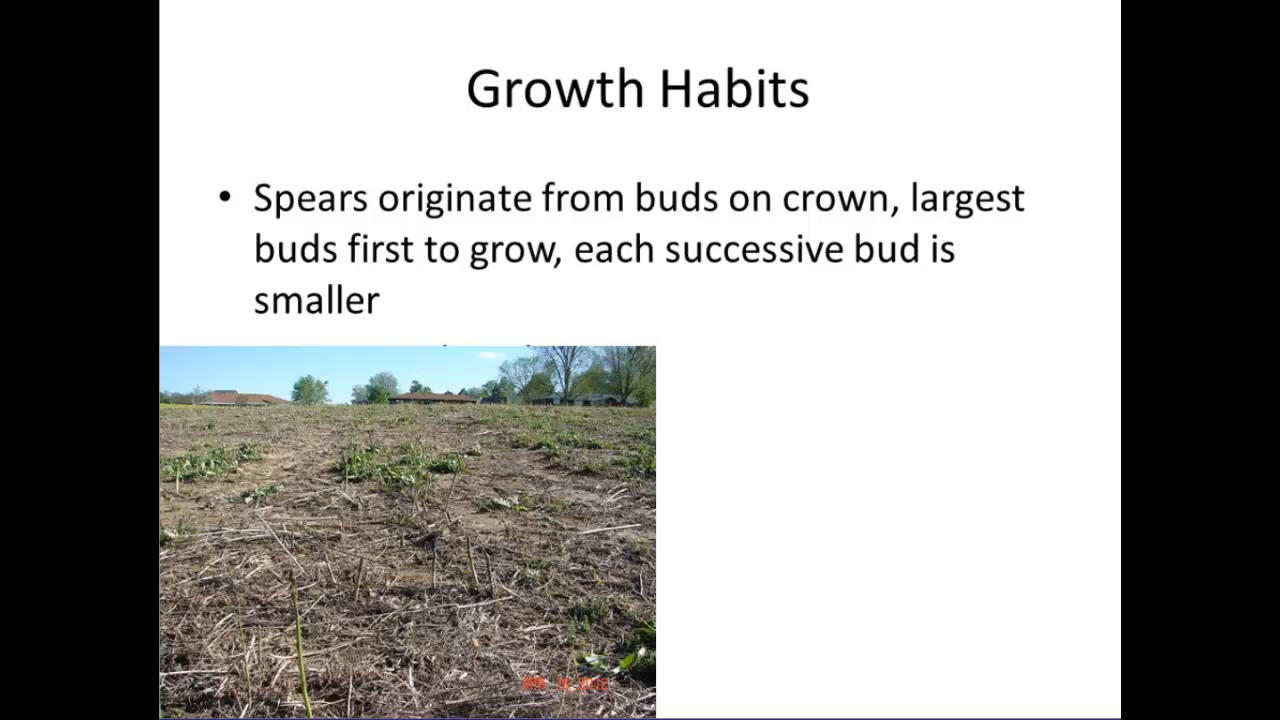 Growth Habits
• Spears originate from buds on crown, largest
buds first to grow, each successive bud is
smaller